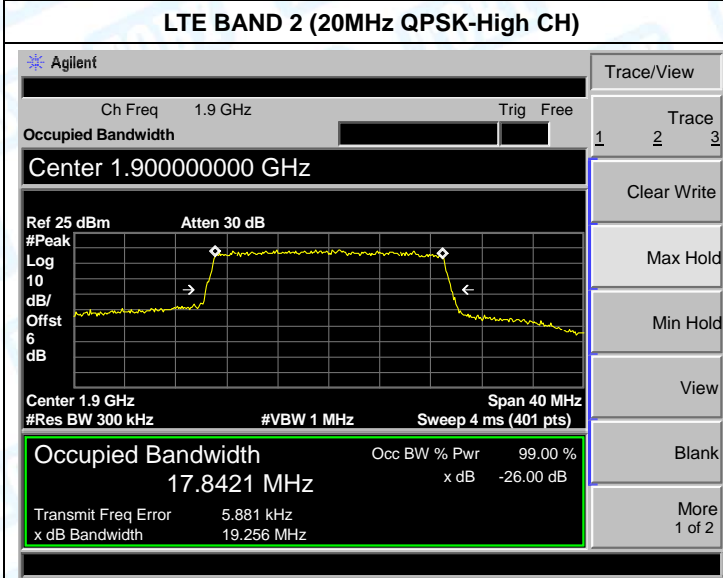 LTE BAND 2 (20MHz QPSK-High CH)
Agilent
Trace/View
Ch Freq 1.9 GHz Trig Free
Occupied Bandwidth
Trace
1 2 3
Center 1.900000000 GHz
Clear Write
Ref 25 dBm Atten 30 dB
#Peak
Log
10
dB/
Offst
6
dB
Max Hold
Min Hold
View
Center 1.9 GHz Span 40 MHz
#Res BW 300 kHz #VBW 1 MHz Sweep 4 ms (401 pts)
Occupied Bandwidth Occ BW % Pwr 99.00 %
17.8421 MHz x dB -26.00 dB
Transmit Freq Error 5.881 kHz
x dB Bandwidth 19.256 MHz
Blank
More
1 of 2